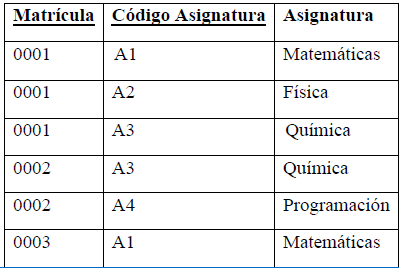 Matrícula Código Asignatura Asignatura
0001 A1 Matemáticas
0001 A2 Física
0001 A3 Química
0002 A3 Química
0002 A4 Programación
0003 A1 Matemáticas